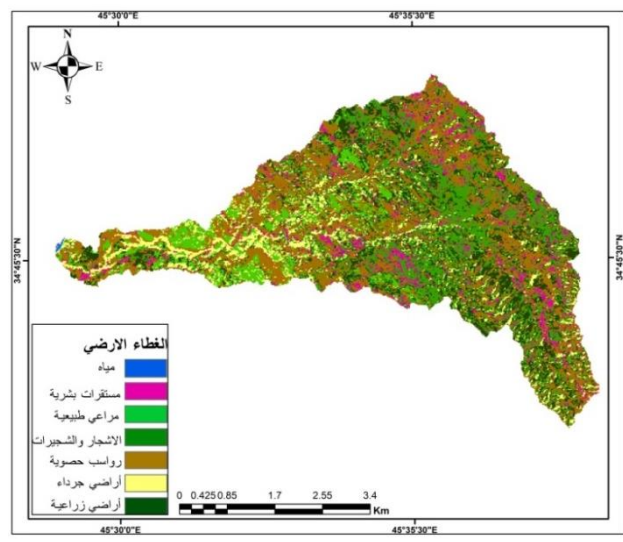 45°30'0"E 45°35'30"E
N
W E
S
34°45'30"N 34°45'30"N
الغطاء الارضي
مياه
مستقرات بشرية
مراعي طبيعية
الاشجار والشجيرات
رواسب حصوية
أراضي جرداء
أراضي زراعية
0 0.425 0.85 1.7 2.55 3.4
Km
45°30'0"E 45°35'30"E